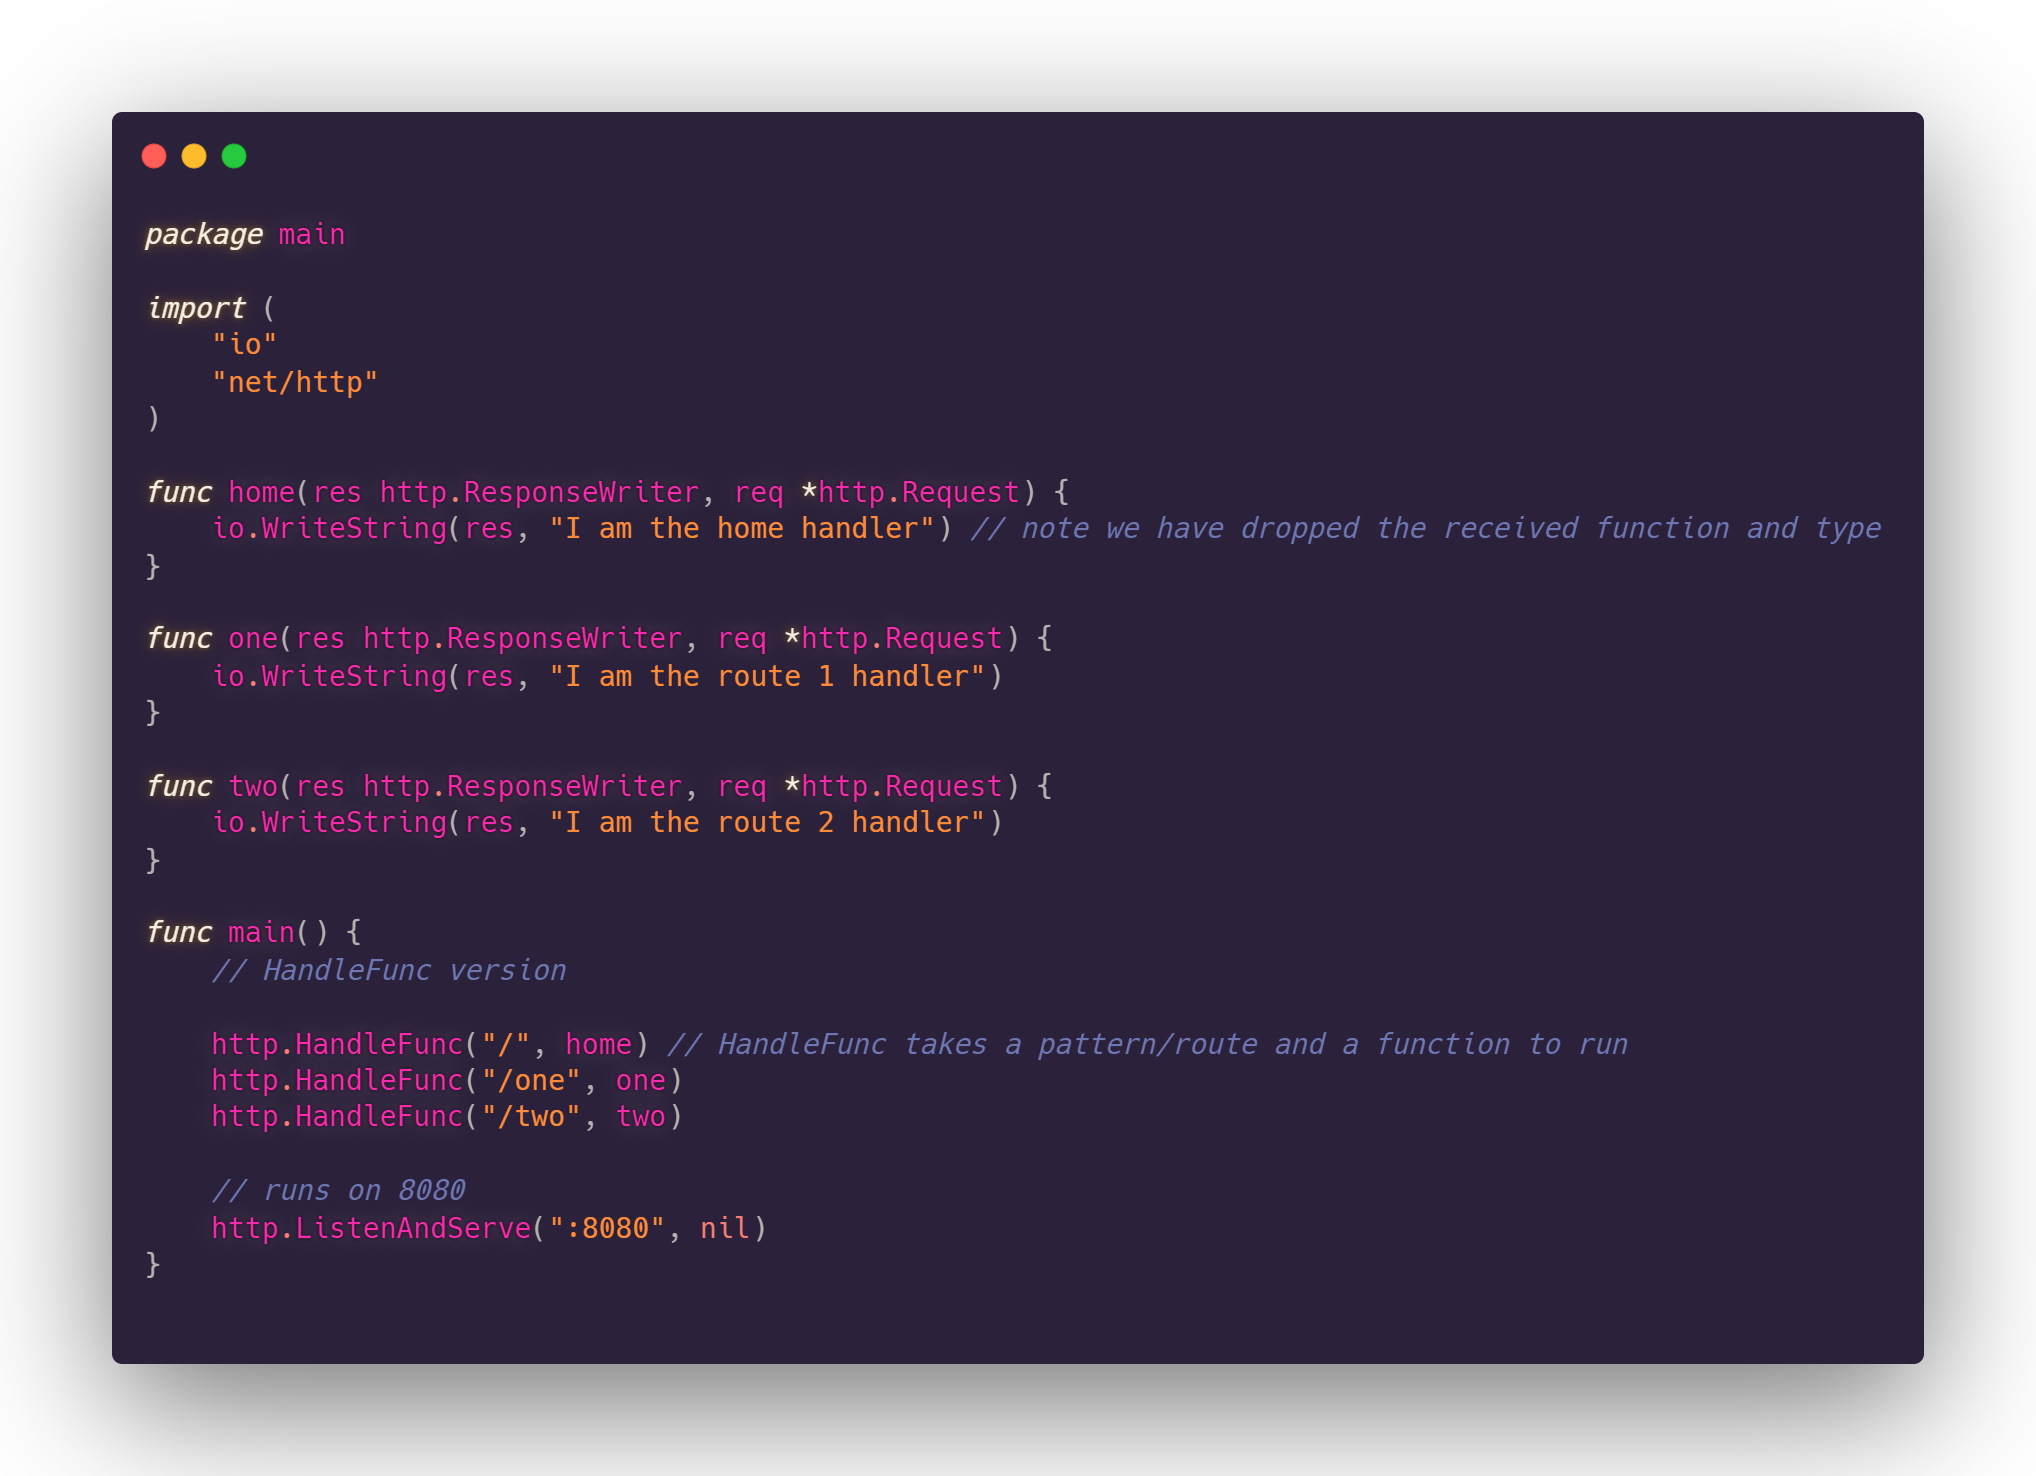 package main
import (
    "io"
    "net/http"
)
func home(res http.ResponseWriter, req *http.Request) {
    io.WriteString(res, "I am the home handler") // note we have dropped the received function and type
}
func one(res http.ResponseWriter, req *http.Request) {
    io.WriteString(res, "I am the route 1 handler")
}
func two(res http.ResponseWriter, req *http.Request) {
    io.WriteString(res, "I am the route 2 handler")
}
func main() {
    // HandleFunc version
    http.HandleFunc("/", home) // HandleFunc takes a pattern/route and a function to run
    http.HandleFunc("/one", one)
    http.HandleFunc("/two", two)
    // runs on 8080
    http.ListenAndServe(":8080", nil)
}